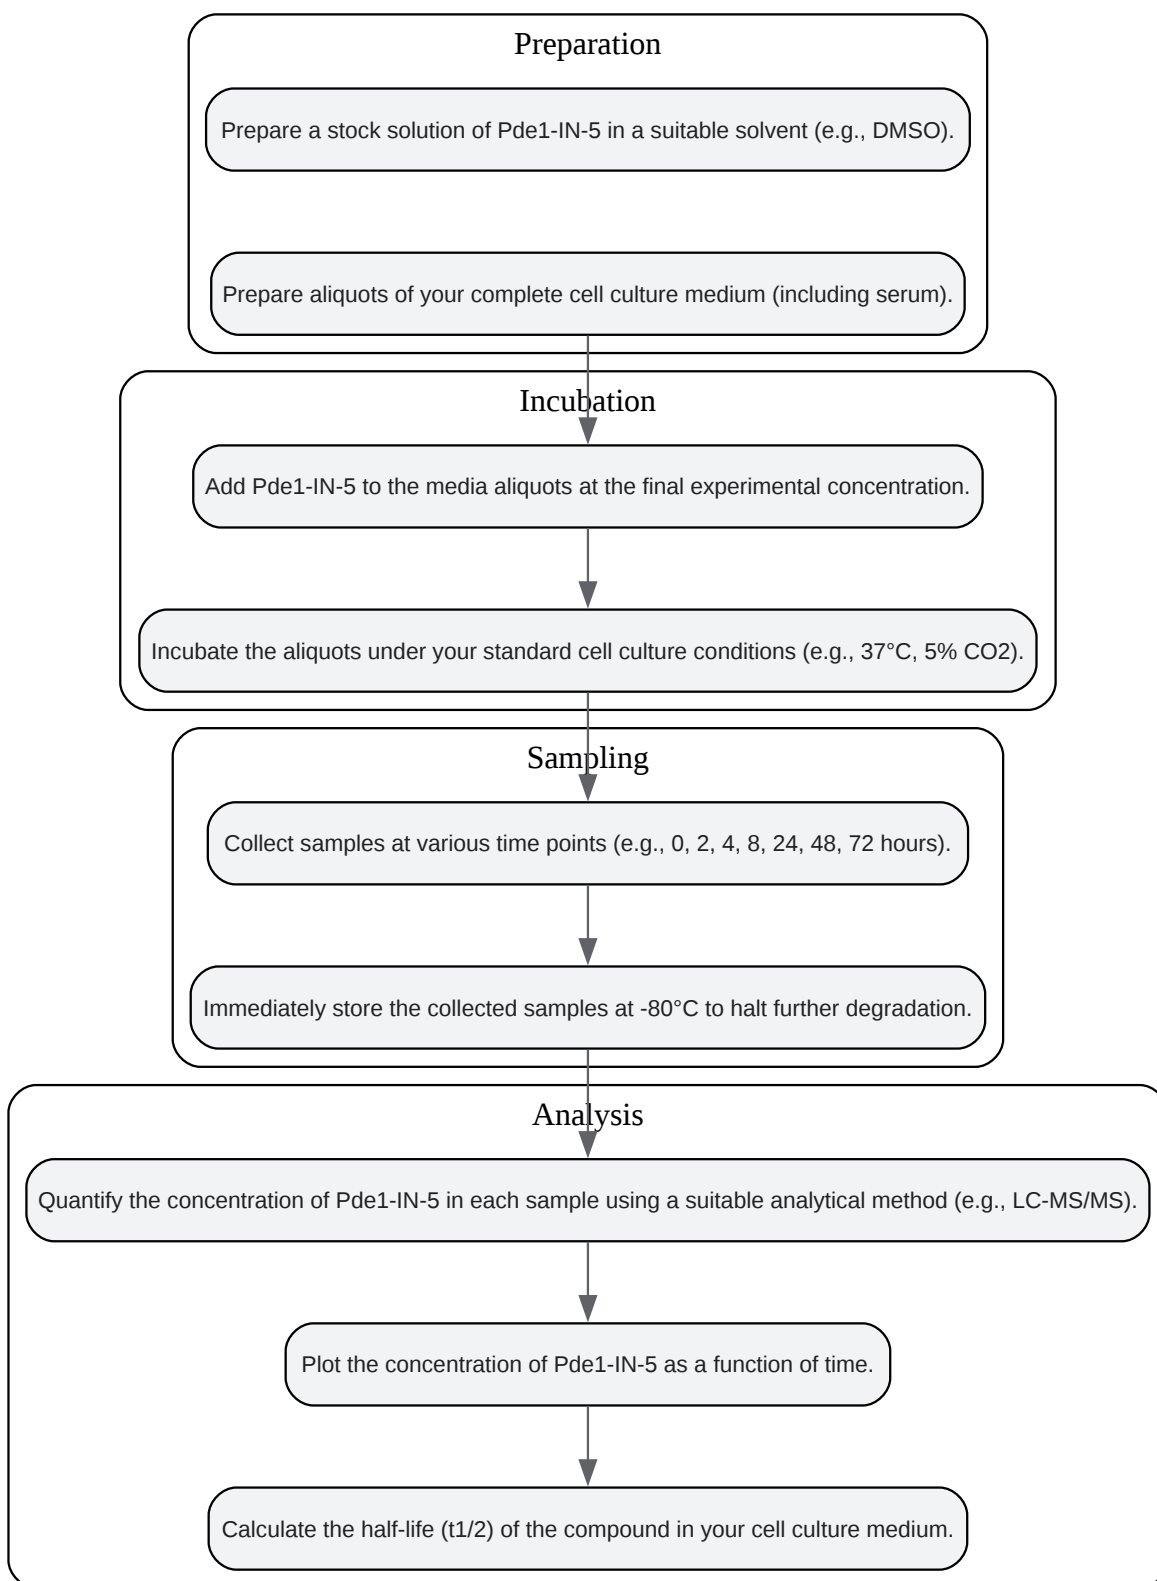 Preparation
Prepare a stock solution of Pde1-IN-5 in a suitable solvent (e.g., DMSO).
Prepare aliquots of your complete cell culture medium (including serum).
Incubation
Add Pde1-IN-5 to the media aliquots at the final experimental concentration.
Incubate the aliquots under your standard cell culture conditions (e.g., 37°C, 5% CO2).
Sampling
Collect samples at various time points (e.g., 0, 2, 4, 8, 24, 48, 72 hours).
Immediately store the collected samples at -80°C to halt further degradation.
Analysis
Quantify the concentration of Pde1-IN-5 in each sample using a suitable analytical method (e.g., LC-MS/MS).
Plot the concentration of Pde1-IN-5 as a function of time.
Calculate the half-life (t1/2) of the compound in your cell culture medium.